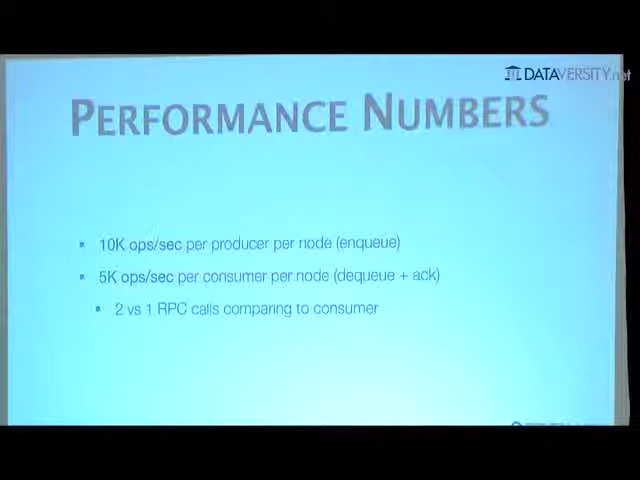 DATAVERSITY.net
PERFORMANCE NUMBERS
10K ops/sec per producer per node (enqueue)
5K ops/sec per consumer per node (dequeue + ack)
2 vs 1 RPC calls comparing to consumer